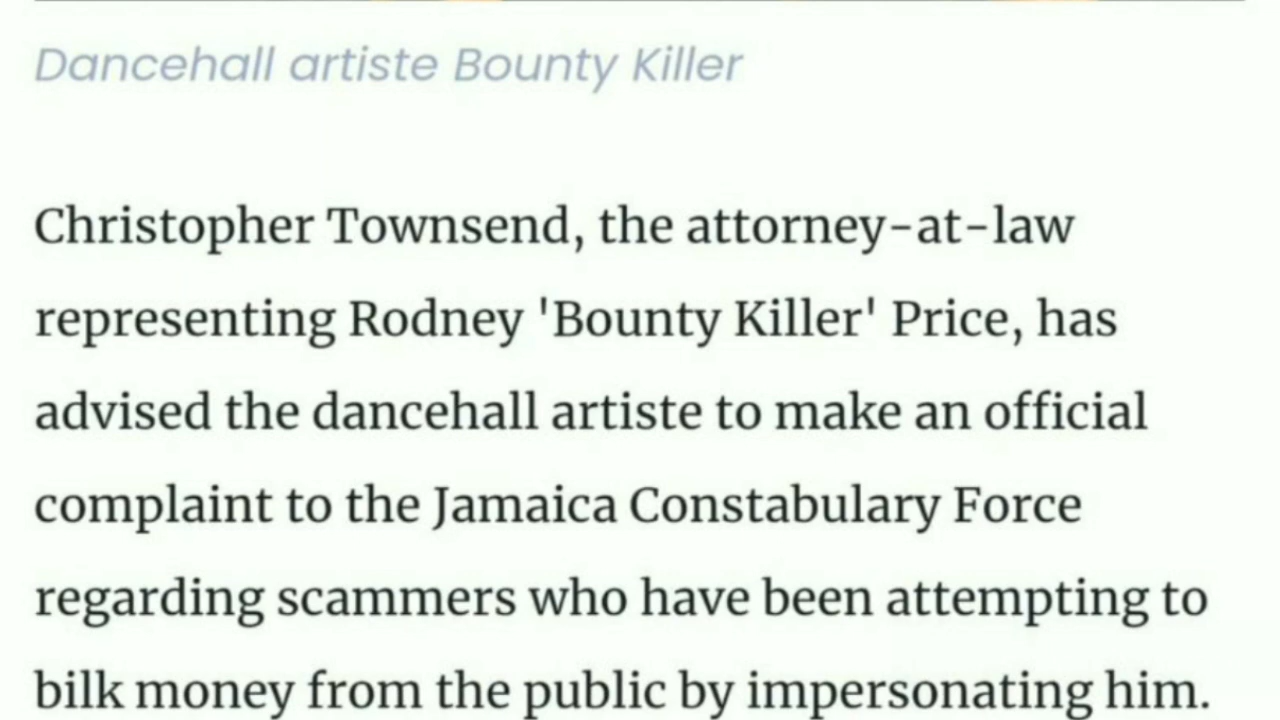 Dancehall artiste Bounty Killer
Christopher Townsend, the attorney-at-law
representing Rodney 'Bounty Killer' Price, has
advised the dancehall artiste to make an official
complaint to the Jamaica Constabulary Force
regarding scammers who have been attempting to
bilk money from the public by impersonating him.